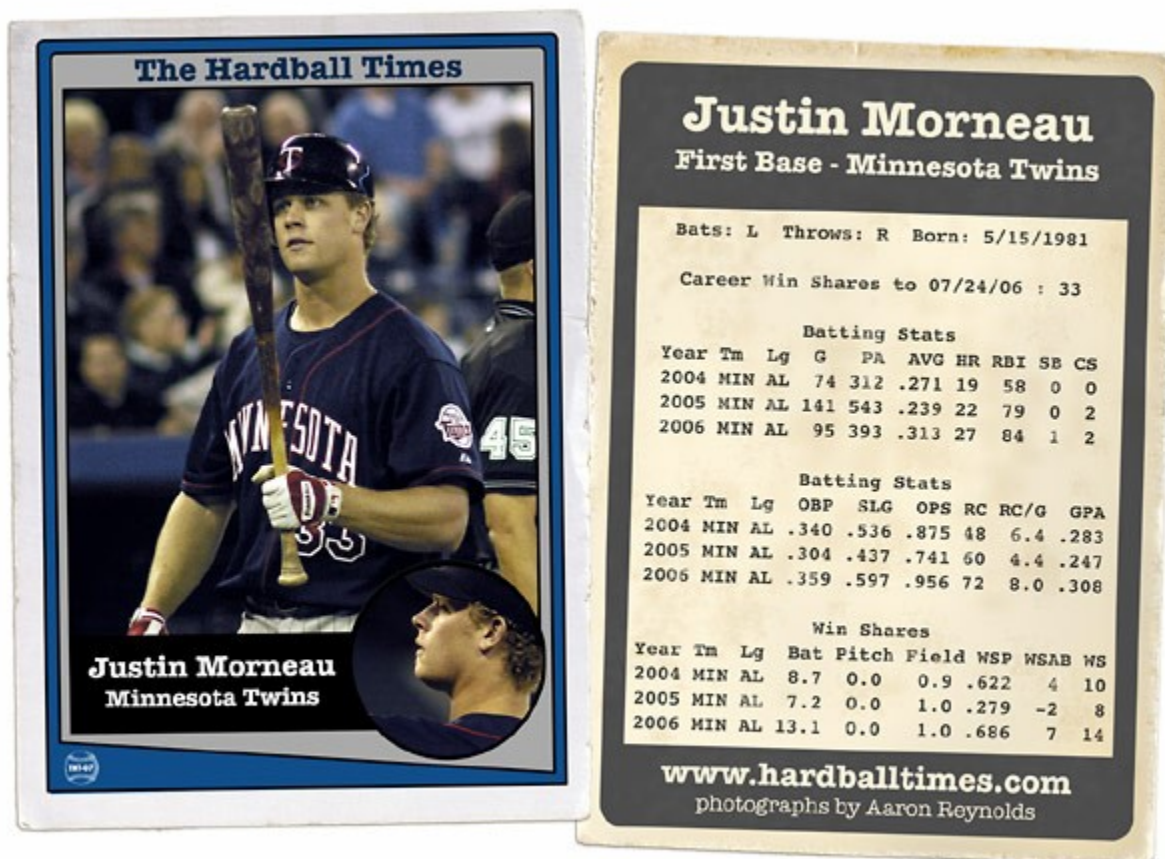 The Hardball Times
T
MINNESOTA
45
33
Justin Morneau
Minnesota Twins
Justin Morneau
First Base - Minnesota Twins
Bats: L Throws: R Born: 5/15/1981
Career Win Shares to 07/24/06 : 33
Batting Stats
Year Tm Lg G PA AVG HR RBI SB CS
2004 MIN AL 74 312 .271 19 58 0 0
2005 MIN AL 141 543 .239 22 79 0 2
2006 MIN AL 95 393 .313 27 84 1 2
Batting Stats
Year Tm Lg OBP SLG OPS RC RC/G GPA
2004 MIN AL .340 .536 .875 48 6.4 .283
2005 MIN AL .304 .437 .741 60 4.4 .247
2006 MIN AL .359 .597 .956 72 8.0 .308
Win Shares
Year Tm Lg Bat Pitch Field WSP WSAB WS
2004 MIN AL 8.7 0.0 0.9 .622 4 10
2005 MIN AL 7.2 0.0 1.0 .279 -2 8
2006 MIN AL 13.1 0.0 1.0 .686 7 14
www.hardballtimes.com
photographs by Aaron Reynolds